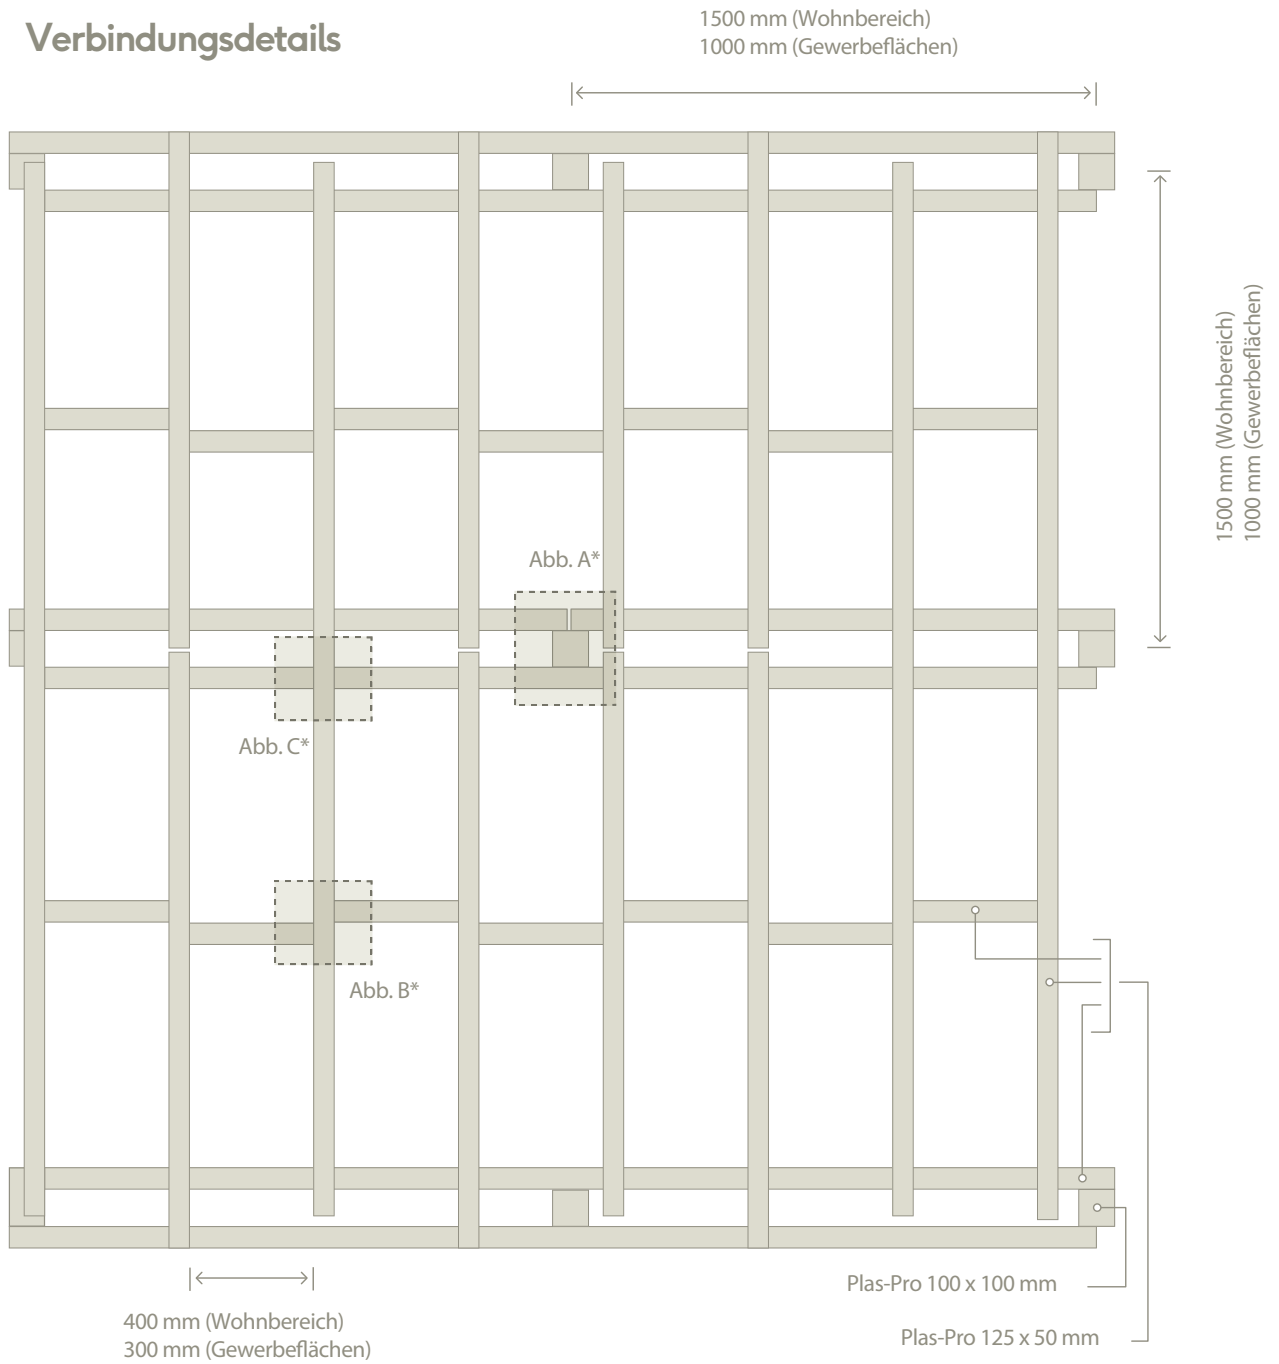 Verbindungsdetails
1500 mm (Wohnbereich)
1000 mm (Gewerbeflächen)
1500 mm (Wohnbereich)
1000 mm (Gewerbeflächen)
Abb. A*
Abb. C*
Abb. B*
Plas-Pro 100 x 100 mm
400 mm (Wohnbereich)
300 mm (Gewerbeflächen)
Plas-Pro 125 x 50 mm